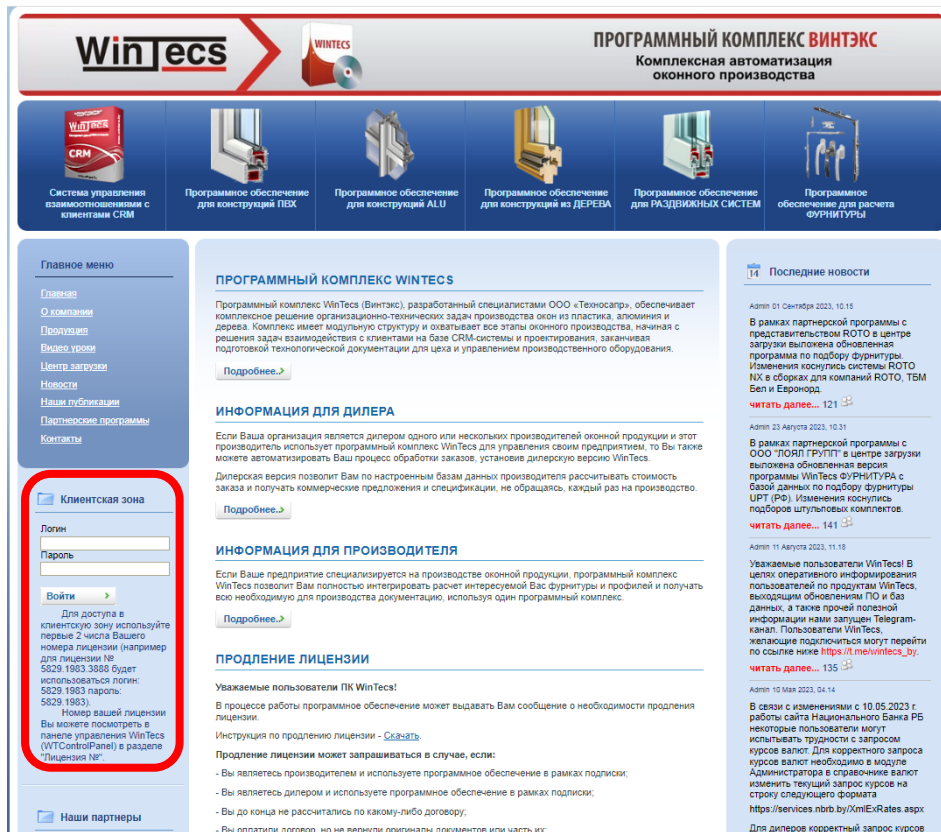 WinTecs
WINTECS
ПРОГРАММНЫЙ КОМПЛЕКС ВИНТЭКС
Комплексная автоматизация
оконного производства
WinTecs
CRM
Система управления
взаимоотношениями с
клиентами CRM
Программное обеспечение
для конструкций ПВХ
Программное обеспечение
для конструкций ALU
Программное обеспечение
для конструкций из ДЕРЕВА
Программное обеспечение
для РАЗДВИЖНЫХ СИСТЕМ
Программное
обеспечение для расчета
ФУРНИТУРЫ
Главное меню
Главная
О компании
Продукция
Видео уроки
Центр загрузки
Новости
Наши публикации
Партнерские программы
Контакты
Клиентская зона
Логин
Пароль
Войти
Для доступа в
клиентскую зону используйте
первые 2 числа Вашего
номера лицензии (например
для лицензии №
5829.1983.3888 будет
использоваться логин:
5829.1983 пароль:
5829.1983).
Номер вашей лицензии
Вы можете посмотреть в
панеле управления WinTecs
(WTControlPanel) в разделе
"Лицензия №".
Наши партнеры
ПРОГРАММНЫЙ КОМПЛЕКС WINTECS
Программный комплекс WinTecs (Винтэкс), разработанный специалистами ООО «Техносапр», обеспечивает
комплексное решение организационно-технических задач производства окон из пластика, алюминия и
дерева. Комплекс имеет модульную структуру и охватывает все этапы оконного производства, начиная с
решения задач взаимодействия с клиентами на базе CRM-системы и проектирования, заканчивая
подготовкой технологической документации для цеха и управлением производственного оборудования.
Подробнее..
ИНФОРМАЦИЯ ДЛЯ ДИЛЕРА
Если Ваша организация является дилером одного или нескольких производителей оконной продукции и этот
производитель использует программный комплекс WinTecs для управления своим предприятием, то Вы также
можете автоматизировать Ваш процесс обработки заказов, установив дилерскую версию WinTecs.
Дилерская версия позволит Вам по настроенным базам данных производителя рассчитывать стоимость
заказа и получать коммерческие предложения и спецификации, не обращаясь, каждый раз на производство.
Подробнее..
ИНФОРМАЦИЯ ДЛЯ ПРОИЗВОДИТЕЛЯ
Если Ваше предприятие специализируется на производстве оконной продукции, программный комплекс
WinTecs позволит Вам полностью интегрировать расчет интересуемой Вас фурнитуры и профилей и получать
всю необходимую для производства документацию, используя один программный комплекс.
Подробнее..
ПРОДЛЕНИЕ ЛИЦЕНЗИИ
Уважаемые пользователи ПК WinTecs!
В процессе работы программное обеспечение может выдавать Вам сообщение о необходимости продления
лицензии.
Инструкция по продлению лицензии - Скачать.
Продление лицензии может запрашиваться в случае, если:
- Вы являетесь производителем и используете программное обеспечение в рамках подписки;
- Вы являетесь дилером и используете программное обеспечение в рамках подписки;
- Вы до конца не рассчитались по какому-либо договору;
- Вы оплатили договор, но не вернули оригиналы документов или часть их;
14 Последние новости
Admin 01 Сентября 2023, 10.15
В рамках партнерской программы с
представительством ROTO в центре
загрузки выложена обновленная
программа по подбору фурнитуры.
Изменения коснулись системы ROTO
NX в сборках для компаний ROTO, ТБМ
Бел и Евронорд.
читать далее... 121
Admin 23 Августа 2023, 10.31
В рамках партнерской программы с
ООО "ЛОЯЛ ГРУПП" в центре загрузки
выложена обновленная версия
программы WinTecs ФУРНИТУРА с
базой данных по подбору фурнитуры
UPT (РФ). Изменения коснулись
подборов штульповых комплектов.
читать далее... 141
Admin 11 Августа 2023, 11.18
Уважаемые пользователи WinTecs! В
целях оперативного информирования
пользователей по продуктам WinTecs,
выходящим обновлениям ПО и баз
данных, а также прочей полезной
информации нами запущен Telegram-
канал. Пользователи WinTecs,
желающие подключиться могут перейти
по ссылке ниже https://t.me/wintecs_by.
читать далее... 135
Admin 10 Мая 2023, 04.14
В связи с изменениями с 10.05.2023 г.
работы сайта Национального Банка РБ
некоторые пользователи могут
испытывать трудности с запросом
курсов валют. Для корректного запроса
курсов валют необходимо в модуле
Администратора в справочнике валют
изменить текущий запрос курсов на
строку следующего формата
https://services.nbrb.by/XmlExRates.aspx
Для дилеров корректный запрос курсов